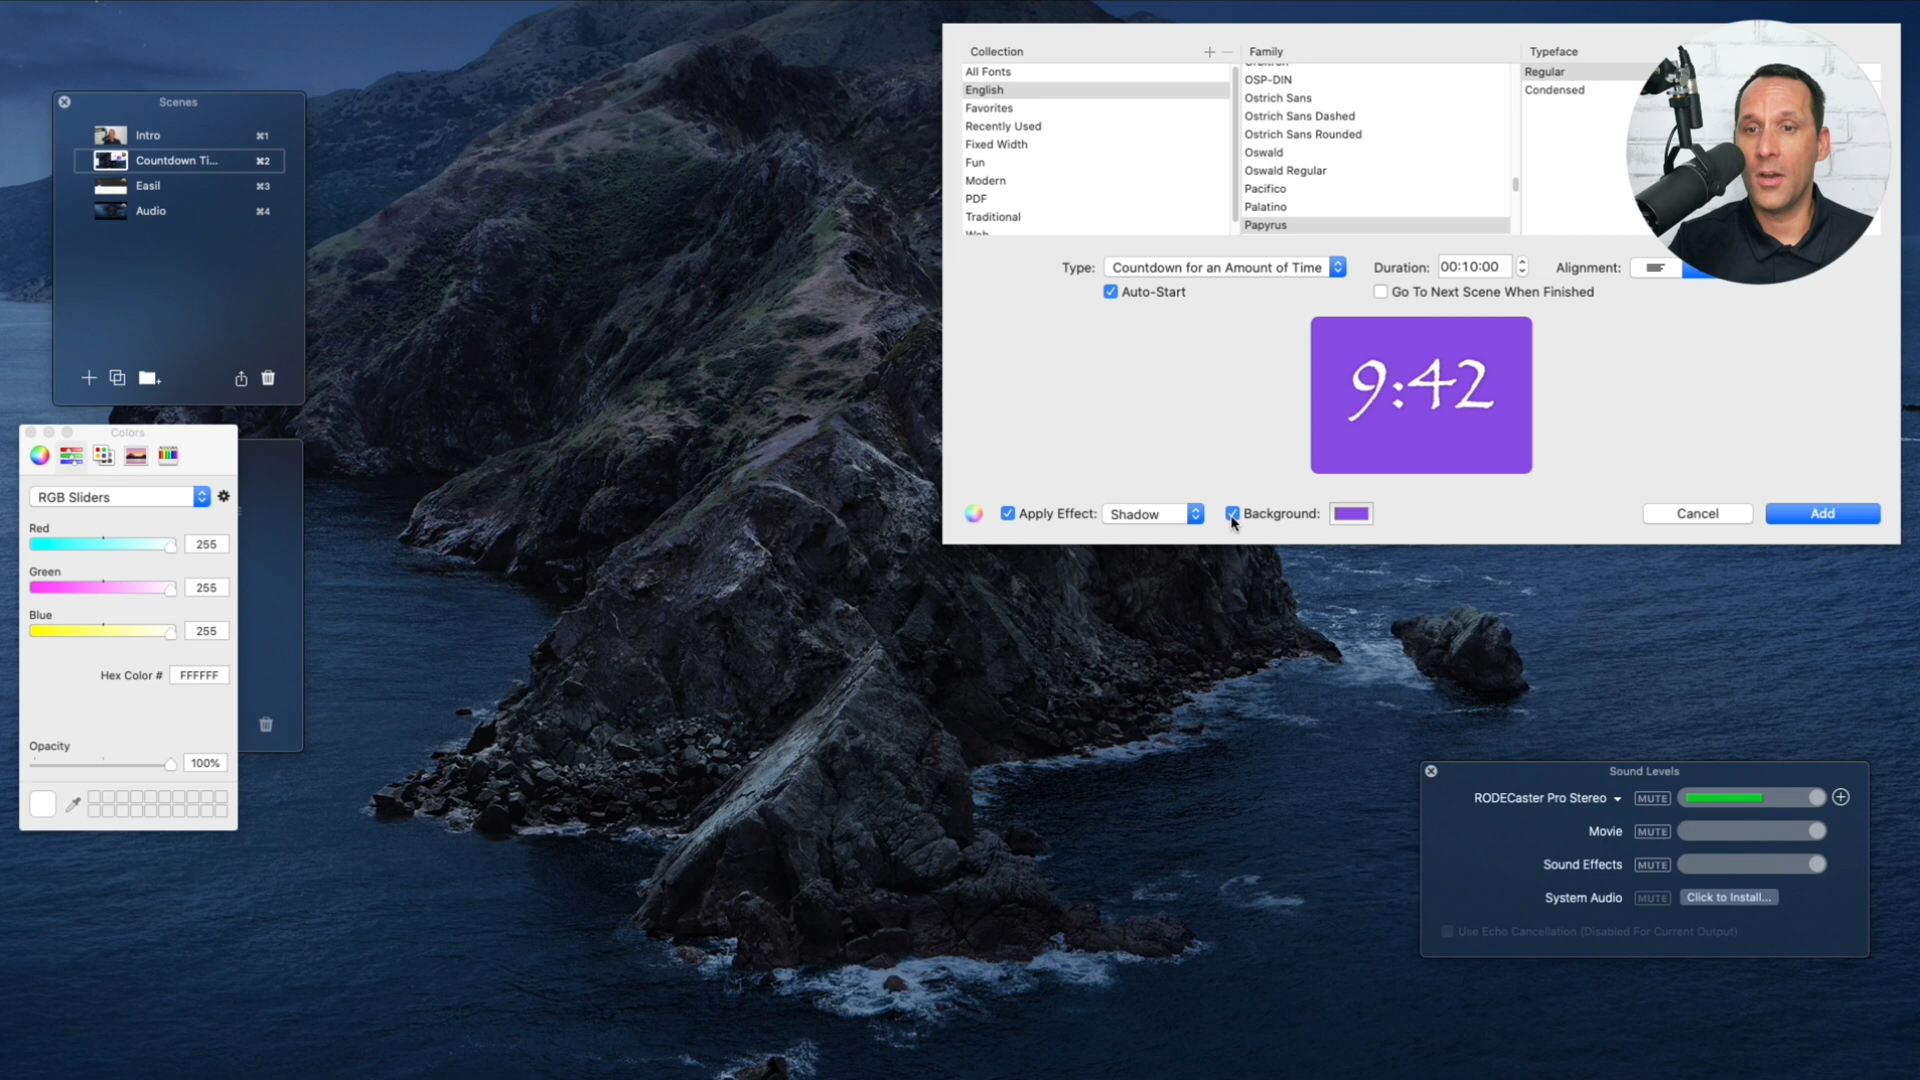 Scenes
Intro ⌘1
Countdown Ti... ⌘2
Easil ⌘3
Audio ⌘4
Colors
RGB Sliders
Red
255
Green
255
Blue
255
Hex Color # FFFFFF
Opacity
100%
Collection
All Fonts
English
Favorites
Recently Used
Fixed Width
Fun
Modern
PDF
Traditional
Web
Family
Orbitron
OSP-DIN
Ostrich Sans
Ostrich Sans Dashed
Ostrich Sans Rounded
Oswald
Oswald Regular
Pacifico
Palatino
Papyrus
Typeface
Regular
Condensed
Type: Countdown for an Amount of Time
Duration: 00:10:00
Alignment:
Auto-Start
Go To Next Scene When Finished
9:42
Apply Effect: Shadow
Background:
Cancel
Add
Sound Levels
RODECaster Pro Stereo MUTE
Movie MUTE
Sound Effects MUTE
System Audio MUTE Click to Install...
Use Echo Cancellation (Disabled For Current Output)